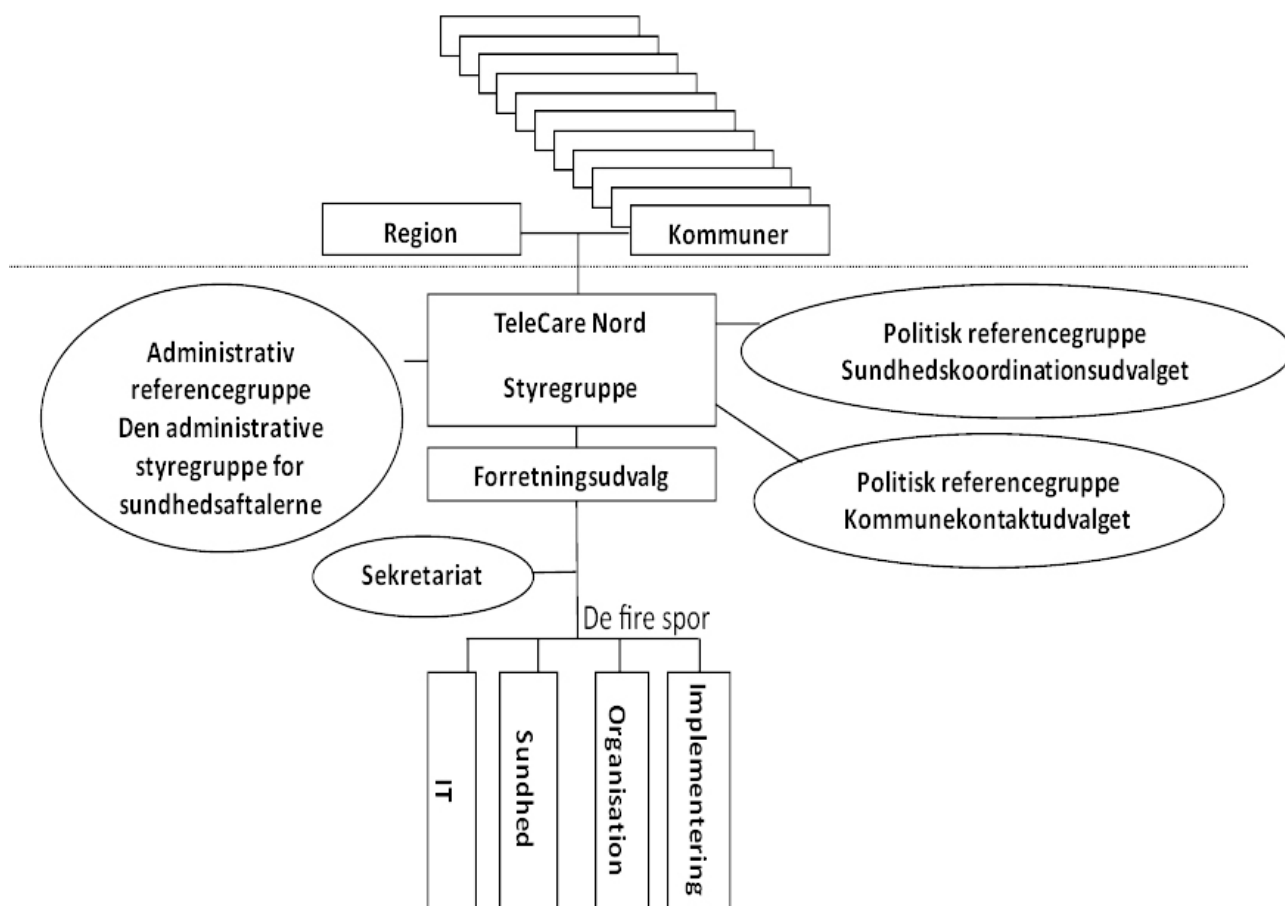 Region
Kommuner
TeleCare Nord
Styregruppe
Administrativ
referencegruppe
Den administrative
styregruppe for
sundhedsaftalerne
Politisk referencegruppe
Sundhedskoordinationsudvalget
Forretningsudvalg
Politisk referencegruppe
Kommunekontaktudvalget
Sekretariat
De fire spor
IT
Sundhed
Organisation
Implementering